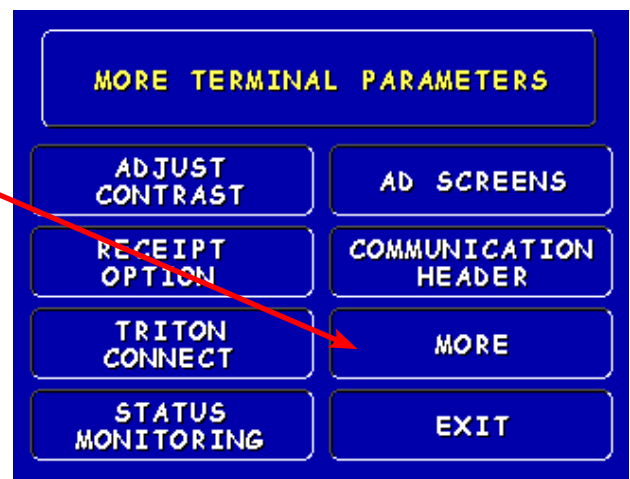 MORE TERMINAL PARAMETERS
ADJUST
CONTRAST
AD SCREENS
RECEIPT
OPTION
COMMUNICATION
HEADER
TRITON
CONNECT
MORE
STATUS
MONITORING
EXIT